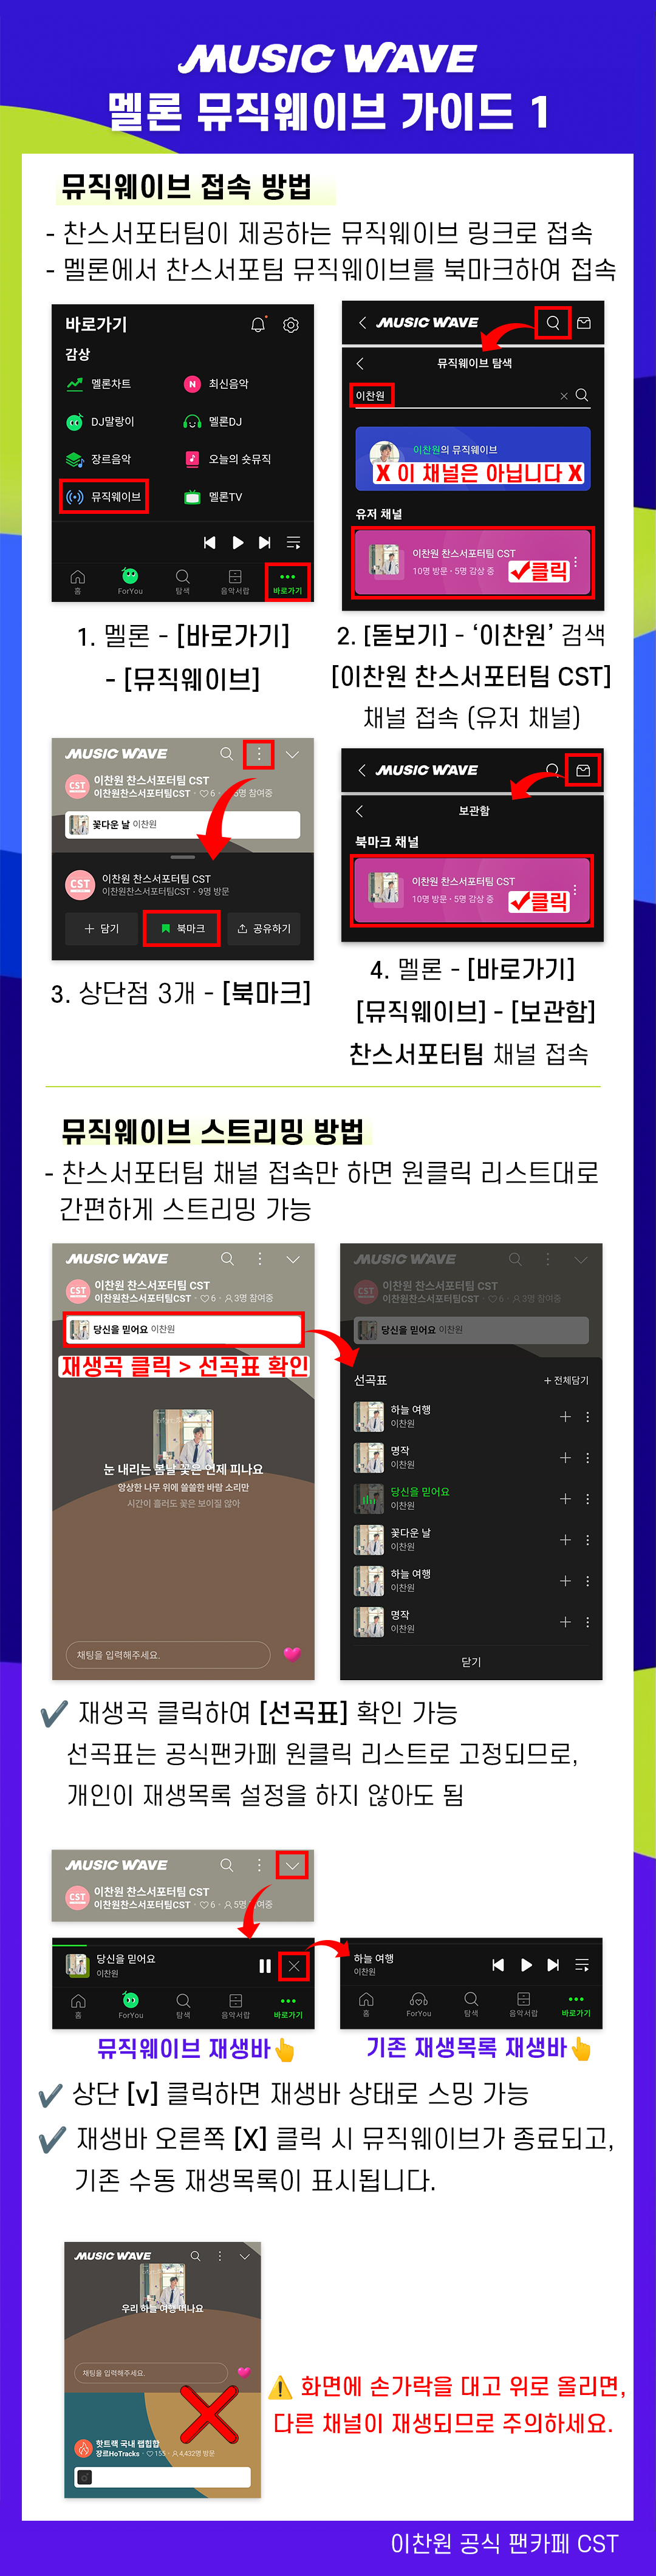 MUSIC WAVE
멜론 뮤직웨이브 가이드 1
뮤직웨이브 접속 방법
- 찬스서포터팀이 제공하는 뮤직웨이브 링크로 접속
- 멜론에서 찬스서포팀 뮤직웨이브를 북마크하여 접속
바로가기
감상
멜론차트
최신음악
DJ말랑이
멜론DJ
장르음악
오늘의 숏뮤직
뮤직웨이브
멜론TV
홈
ForYou
탐색
음악서랍
바로가기
1. 멜론 - [바로가기]
- [뮤직웨이브]
MUSIC WAVE
뮤직웨이브 탐색
이찬원
이찬원의 뮤직웨이브
X 이 채널은 아닙니다 X
유저 채널
이찬원 찬스서포터팀 CST
10명 방문 · 5명 감상 중
✓클릭
2. [돋보기] - ‘이찬원’ 검색
[이찬원 찬스서포터팀 CST]
채널 접속 (유저 채널)
MUSIC WAVE
CST
이찬원 찬스서포터팀 CST
이찬원찬스서포터팀CST · ♡6 · 명 참여중
꽃다운 날 이찬원
CST
이찬원 찬스서포터팀 CST
이찬원찬스서포터팀CST · 9명 방문
+ 담기
북마크
공유하기
3. 상단점 3개 - [북마크]
MUSIC WAVE
보관함
북마크 채널
이찬원 찬스서포터팀 CST
10명 방문 · 5명 감상 중
✓클릭
4. 멜론 - [바로가기]
[뮤직웨이브] - [보관함]
찬스서포터팀 채널 접속
뮤직웨이브 스트리밍 방법
- 찬스서포터팀 채널 접속만 하면 원클릭 리스트대로
간편하게 스트리밍 가능
MUSIC WAVE
CST
이찬원 찬스서포터팀 CST
이찬원찬스서포터팀CST · ♡6 · 3명 참여중
당신을 믿어요 이찬원
재생곡 클릭 > 선곡표 확인
눈 내리는 봄날 꽃은 언제 피나요
앙상한 나무 위에 쓸쓸한 바람 소리만
시간이 흘러도 꽃은 보이질 않아
채팅을 입력해주세요.
MUSIC WAVE
CST
이찬원 찬스서포터팀 CST
이찬원찬스서포터팀CST · ♡6 · 3명 참여중
당신을 믿어요 이찬원
선곡표
+ 전체담기
하늘 여행
이찬원
명작
이찬원
당신을 믿어요
이찬원
꽃다운 날
이찬원
하늘 여행
이찬원
명작
이찬원
닫기
✔ 재생곡 클릭하여 [선곡표] 확인 가능
선곡표는 공식팬카페 원클릭 리스트로 고정되므로,
개인이 재생목록 설정을 하지 않아도 됨
MUSIC WAVE
CST
이찬원 찬스서포터팀 CST
이찬원찬스서포터팀CST · ♡6 · 5명 여중
당신을 믿어요
이찬원
홈
ForYou
탐색
음악서랍
바로가기
뮤직웨이브 재생바👆
하늘 여행
이찬원
홈
ForYou
탐색
음악서랍
바로가기
기존 재생목록 재생바👆
✔ 상단 [v] 클릭하면 재생바 상태로 스밍 가능
✔ 재생바 오른쪽 [X] 클릭 시 뮤직웨이브가 종료되고,
기존 수동 재생목록이 표시됩니다.
MUSIC WAVE
우리 하늘 여행 떠나요
채팅을 입력해주세요.
핫트랙 국내 랩힙합
장르HoTracks · ♡155 · 4,432명 방문
⚠ 화면에 손가락을 대고 위로 올리면,
다른 채널이 재생되므로 주의하세요.
이찬원 공식 팬카페 CST